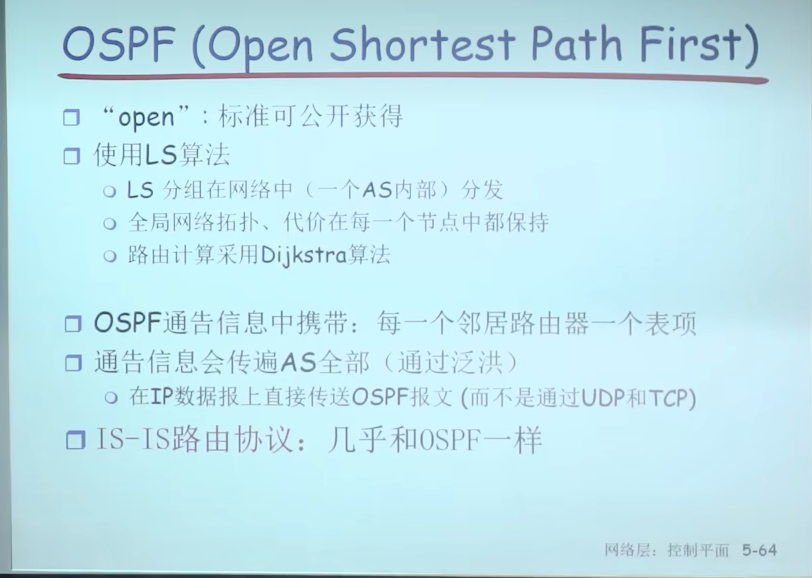 OSPF (Open Shortest Path First)
“open”：标准可公开获得
使用LS算法
LS 分组在网络中（一个AS内部）分发
全局网络拓扑、代价在每一个节点中都保持
路由计算采用Dijkstra算法
OSPF通告信息中携带：每一个邻居路由器一个表项
通告信息会传遍AS全部（通过泛洪）
在IP数据报上直接传送OSPF报文 (而不是通过UDP和TCP)
IS-IS路由协议：几乎和OSPF一样
网络层：控制平面 5-64